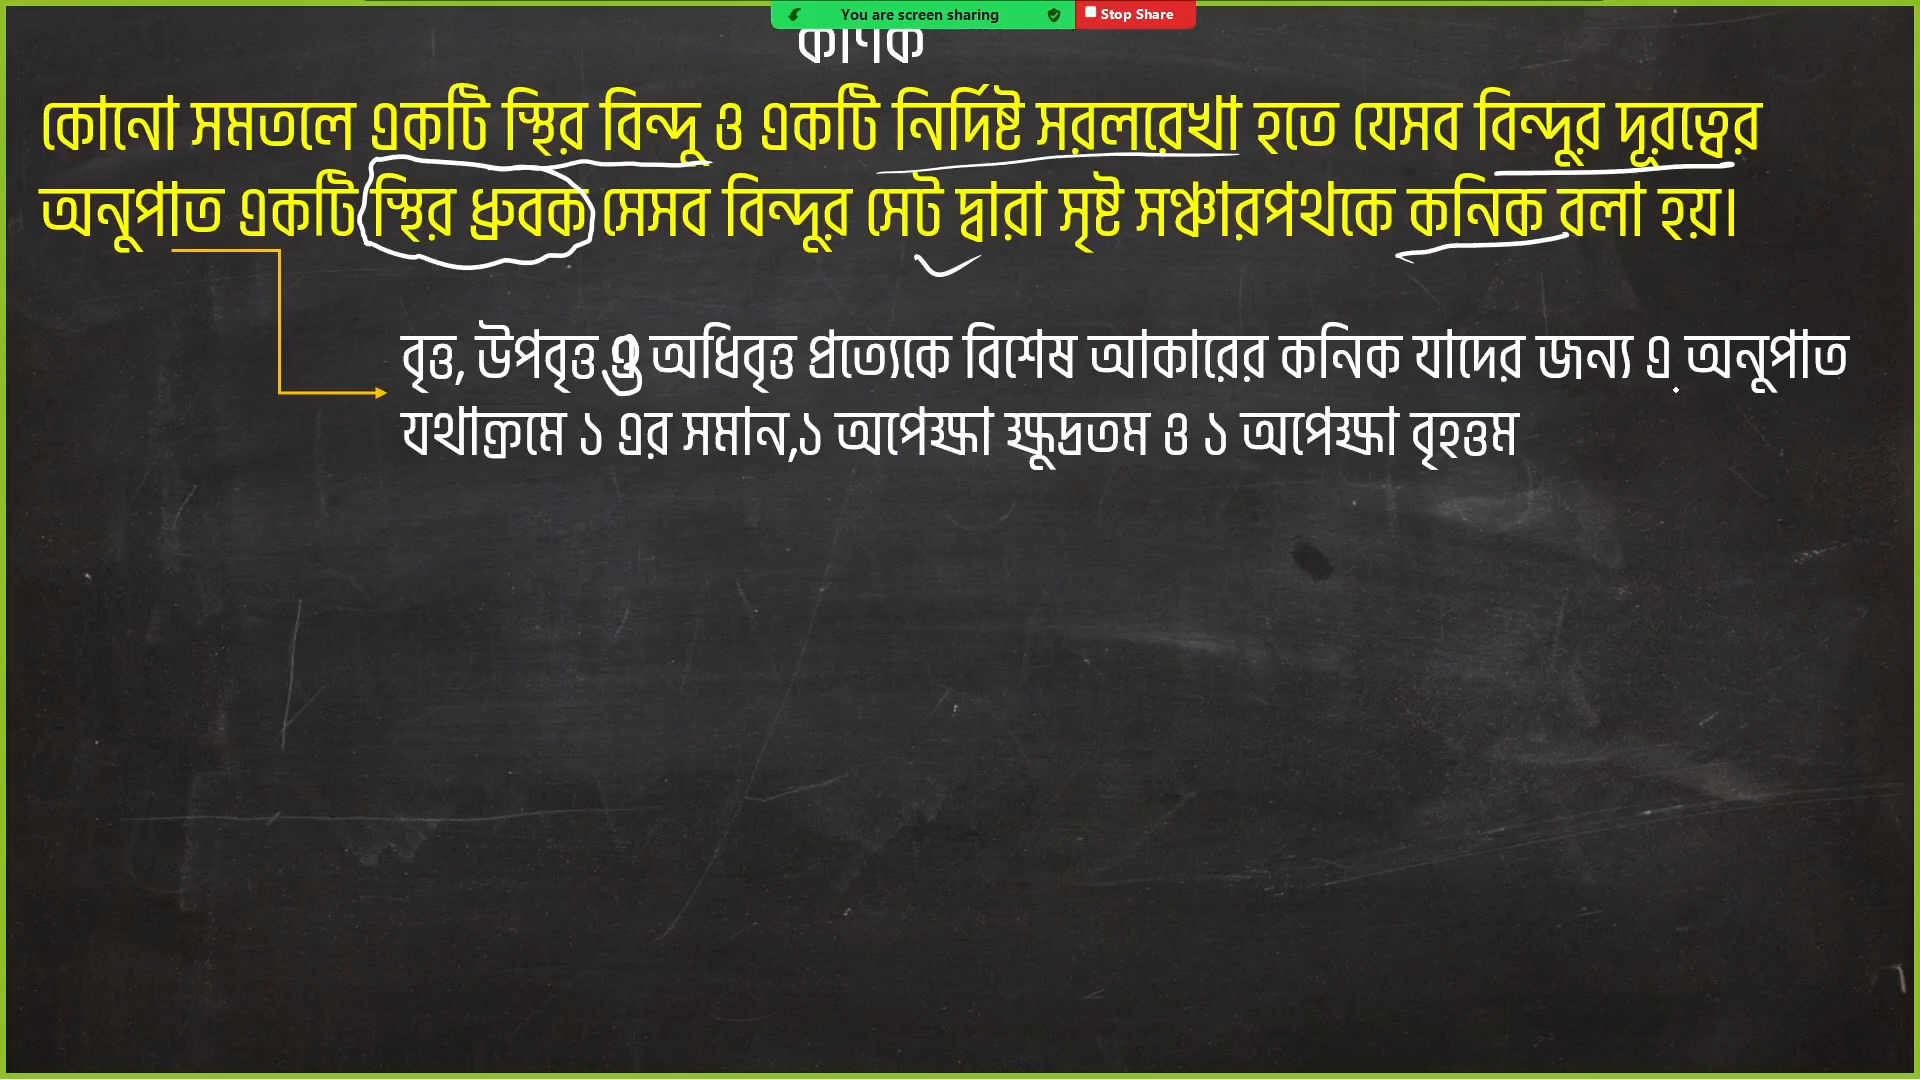 You are screen sharing Stop Share
কণিক
কোনো সমতলে একটি স্থির বিন্দু ও একটি নির্দিষ্ট সরলরেখা হতে যেসব বিন্দুর দূরত্বের
অনূপাত একটি স্থির ধ্রুবক সেসব বিন্দুর সেট দ্বারা সৃষ্ট সঞ্চারপথকে কনিক বলা হয়।
বৃত্ত, উপবৃত্ত ও অধিবৃত্ত প্রত্যেকে বিশেষ আকারের কনিক যাদের জন্য এ অনূপাত
যথাক্রমে ১ এর সমান,১ অপেক্ষা ক্ষূদ্রতম ও ১ অপেক্ষা বৃহত্তম